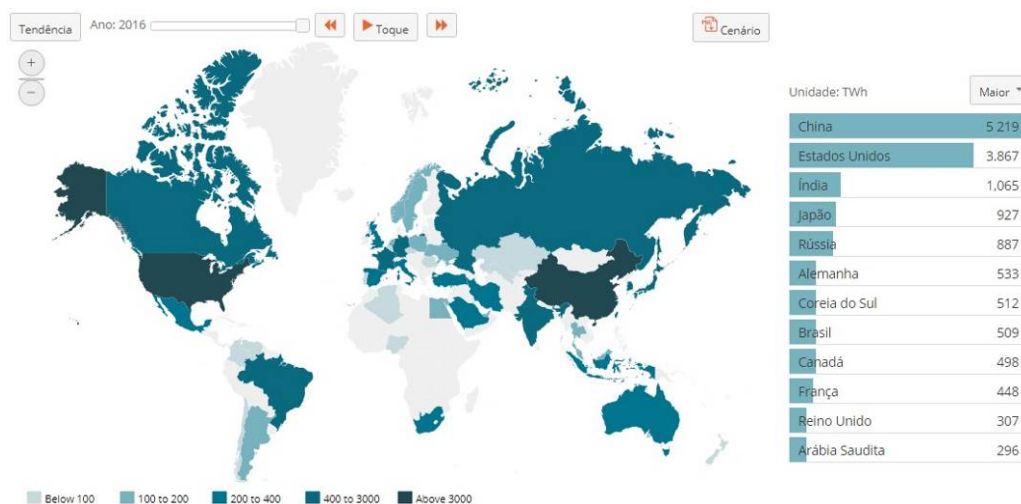 Tendência Ano: 2016 Toque Cenário
Unidade: TWh Maior
China 5 219
Estados Unidos 3.867
Índia 1,065
Japão 927
Rússia 887
Alemanha 533
Coreia do Sul 512
Brasil 509
Canadá 498
França 448
Reino Unido 307
Arábia Saudita 296
Below 100 100 to 200 200 to 400 400 to 3000 Above 3000